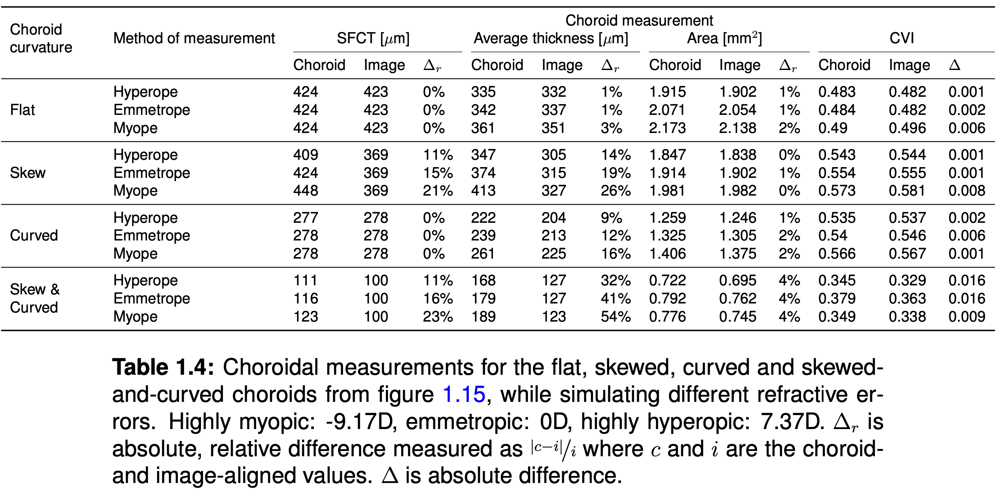 Choroid measurement
Choroid curvature Method of measurement SFCT [μm] Average thickness [μm] Area [mm²] CVI
Choroid Image Δr Choroid Image Δr Choroid Image Δr Choroid Image Δ
Flat
Hyperope 424 423 0% 335 332 1% 1.915 1.902 1% 0.483 0.482 0.001
Emmetrope 424 423 0% 342 337 1% 2.071 2.054 1% 0.484 0.482 0.002
Myope 424 423 0% 361 351 3% 2.173 2.138 2% 0.49 0.496 0.006
Skew
Hyperope 409 369 11% 347 305 14% 1.847 1.838 0% 0.543 0.544 0.001
Emmetrope 424 369 15% 374 315 19% 1.914 1.902 1% 0.554 0.555 0.001
Myope 448 369 21% 413 327 26% 1.981 1.982 0% 0.573 0.581 0.008
Curved
Hyperope 277 278 0% 222 204 9% 1.259 1.246 1% 0.535 0.537 0.002
Emmetrope 278 278 0% 239 213 12% 1.325 1.305 2% 0.54 0.546 0.006
Myope 278 278 0% 261 225 16% 1.406 1.375 2% 0.566 0.567 0.001
Skew &
Curved
Hyperope 111 100 11% 168 127 32% 0.722 0.695 4% 0.345 0.329 0.016
Emmetrope 116 100 16% 179 127 41% 0.792 0.762 4% 0.379 0.363 0.016
Myope 123 100 23% 189 123 54% 0.776 0.745 4% 0.349 0.338 0.009
Table 1.4: Choroidal measurements for the flat, skewed, curved and skewed-
and-curved choroids from figure 1.15, while simulating different refractive er-
rors. Highly myopic: -9.17D, emmetropic: 0D, highly hyperopic: 7.37D. Δr is
absolute, relative difference measured as |c−i|/i where c and i are the choroid-
and image-aligned values. Δ is absolute difference.